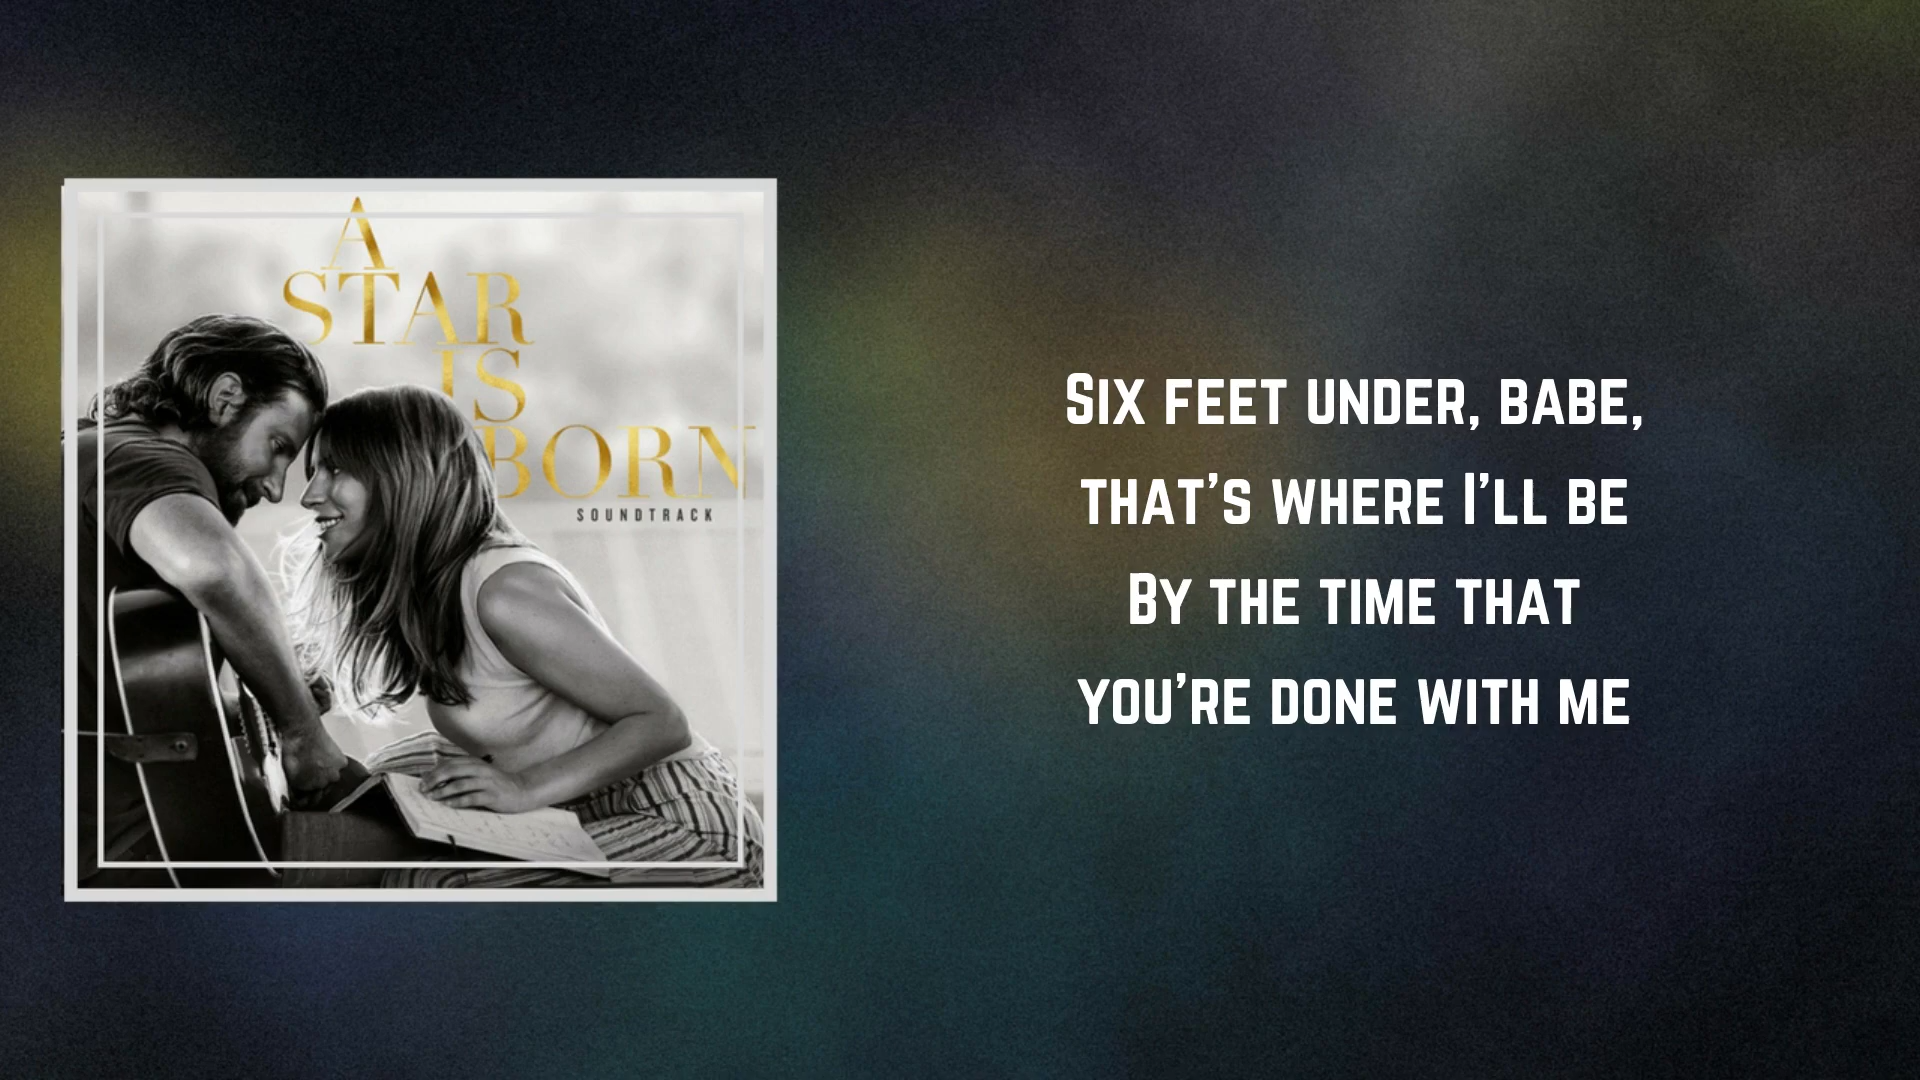 A
STAR
IS
BORN
SOUNDTRACK
Six feet under, babe,
that's where I'll be
By the time that
you're done with me